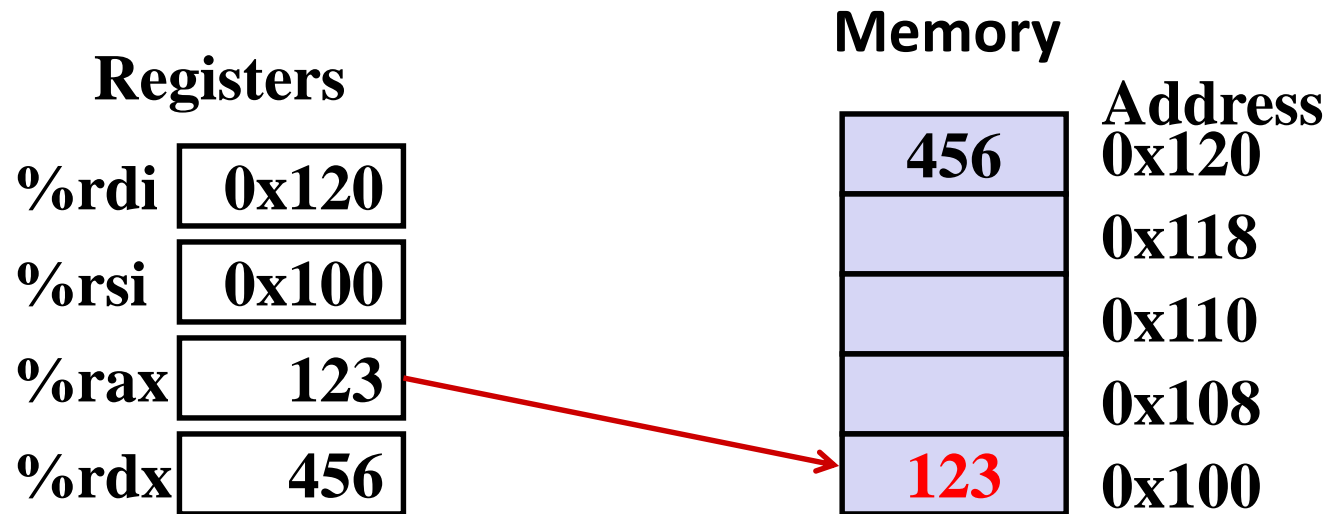 Memory
Registers
Address
%rdi 0x120
456 0x120
0x118
%rsi 0x100
0x110
%rax 123
0x108
%rdx 456
123 0x100